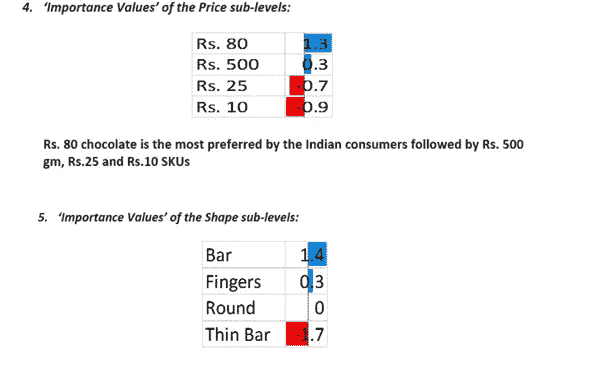 4. 'Importance Values' of the Price sub-levels:
Rs. 80 1.3
Rs. 500 0.3
Rs. 25 -0.7
Rs. 10 -0.9
Rs. 80 chocolate is the most preferred by the Indian consumers followed by Rs. 500
gm, Rs.25 and Rs.10 SKUs
5. 'Importance Values' of the Shape sub-levels:
Bar 1.4
Fingers 0.3
Round 0
Thin Bar -1.7